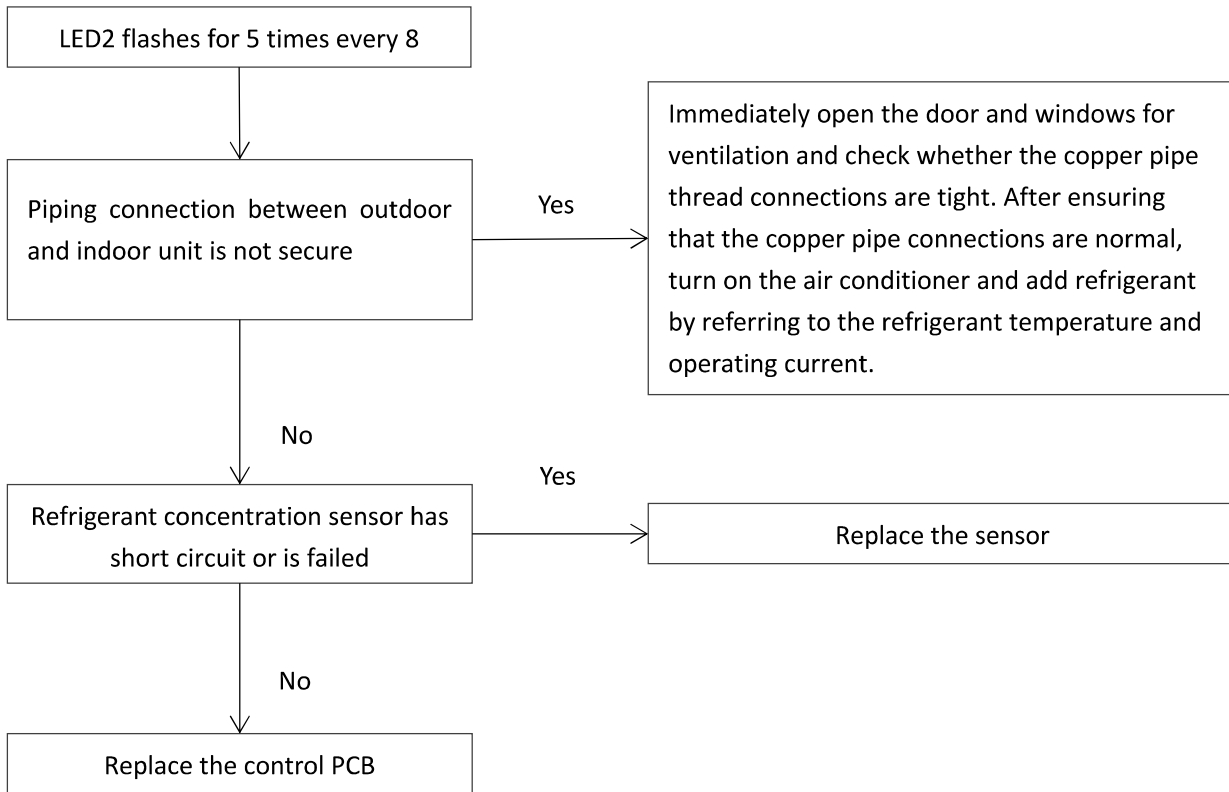 LED2 flashes for 5 times every 8
Immediately open the door and windows for
ventilation and check whether the copper pipe
thread connections are tight. After ensuring
that the copper pipe connections are normal,
turn on the air conditioner and add refrigerant
by referring to the refrigerant temperature and
operating current.
Piping connection between outdoor
and indoor unit is not secure
Yes
No
Yes
Refrigerant concentration sensor has
short circuit or is failed
Replace the sensor
No
Replace the control PCB